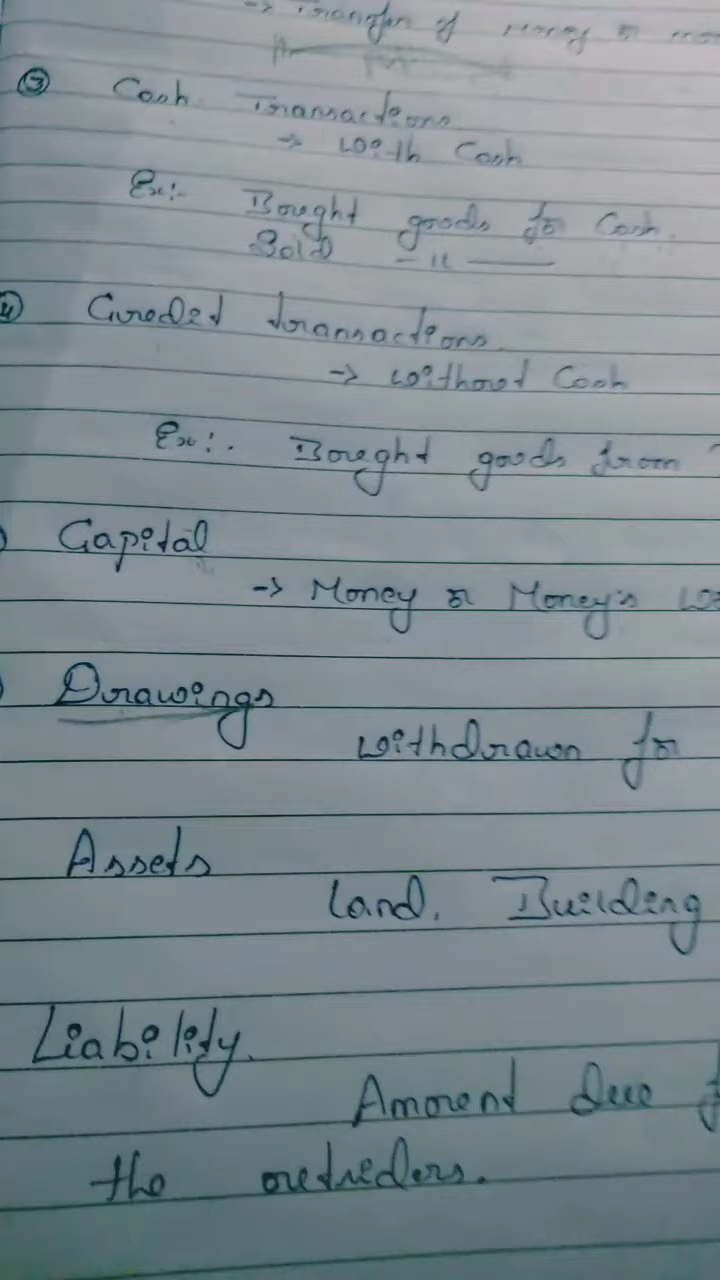 -> Transfer of Money or
③ Cash Transactions
-> With Cash
Ex:- Bought goods for Cash.
Sold -"-
④ Credit transactions
-> without Cash
Ex:- Bought goods from
Capital
-> Money or Money's
Drawings
withdrawn for
Assets
Land, Building
Liability.
Amount due
the outsiders.